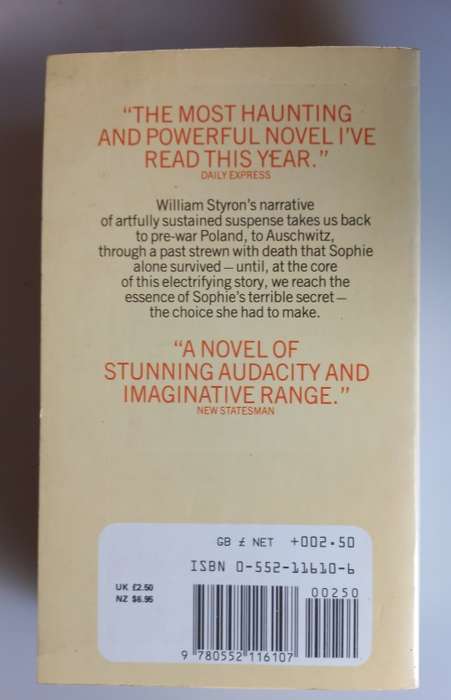 “THE MOST HAUNTING
AND POWERFUL NOVEL I’VE
READ THIS YEAR.”
DAILY EXPRESS
William Styron’s narrative
of artfully sustained suspense takes us back
to pre-war Poland, to Auschwitz,
through a past strewn with death that Sophie
alone survived – until, at the core
of this electrifying story, we reach the
essence of Sophie’s terrible secret –
the choice she had to make.
“A NOVEL OF
STUNNING AUDACITY AND
IMAGINATIVE RANGE.”
NEW STATESMAN
GB £ NET +002.50
ISBN 0-552-11610-6
UK £2.50
NZ $6.95
00250
9 780552 116107